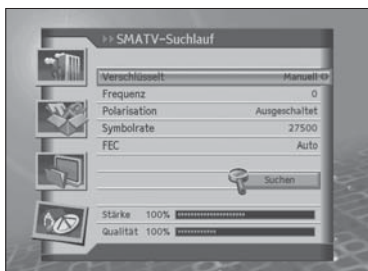 SMATV-Suchlauf
Verschlüsselt Manuell
Frequenz 0
Polarisation Ausgeschaltet
Symbolrate 27500
FEC Auto
Suchen
Stärke 100%
Qualität 100%